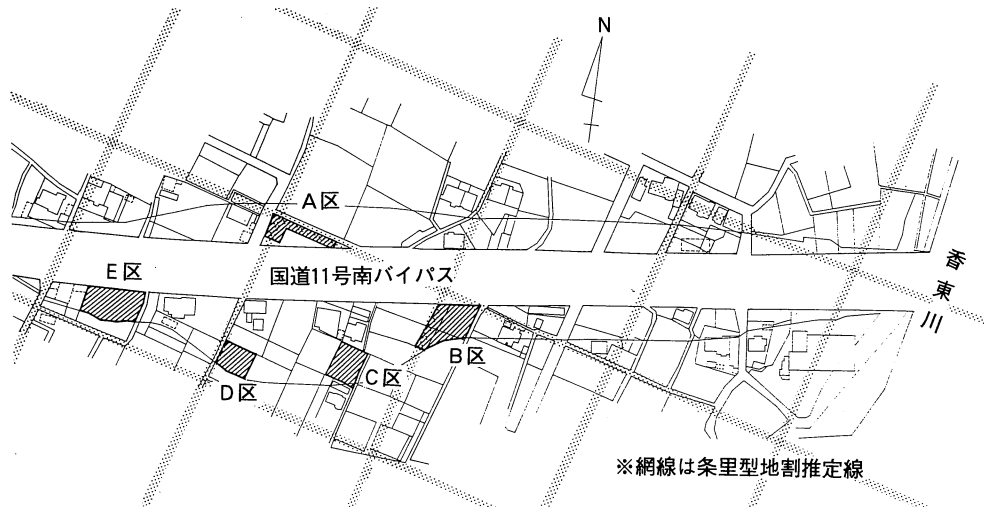 N
A区
国道11号南バイパス
E区
香東川
B区
C区
D区
※網線は条里型地割推定線